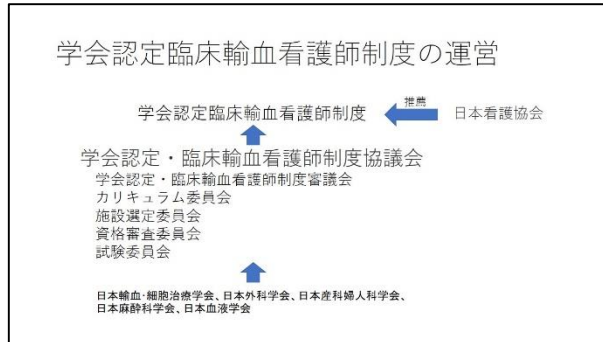 学会認定臨床輸血看護師制度の運営
推薦
学会認定臨床輸血看護師制度
日本看護協会
学会認定・臨床輸血看護師制度協議会
学会認定・臨床輸血看護師制度審議会
カリキュラム委員会
施設選定委員会
資格審査委員会
試験委員会
日本輸血・細胞治療学会、日本外科学会、日本産科婦人科学会、
日本麻酔科学会、日本血液学会